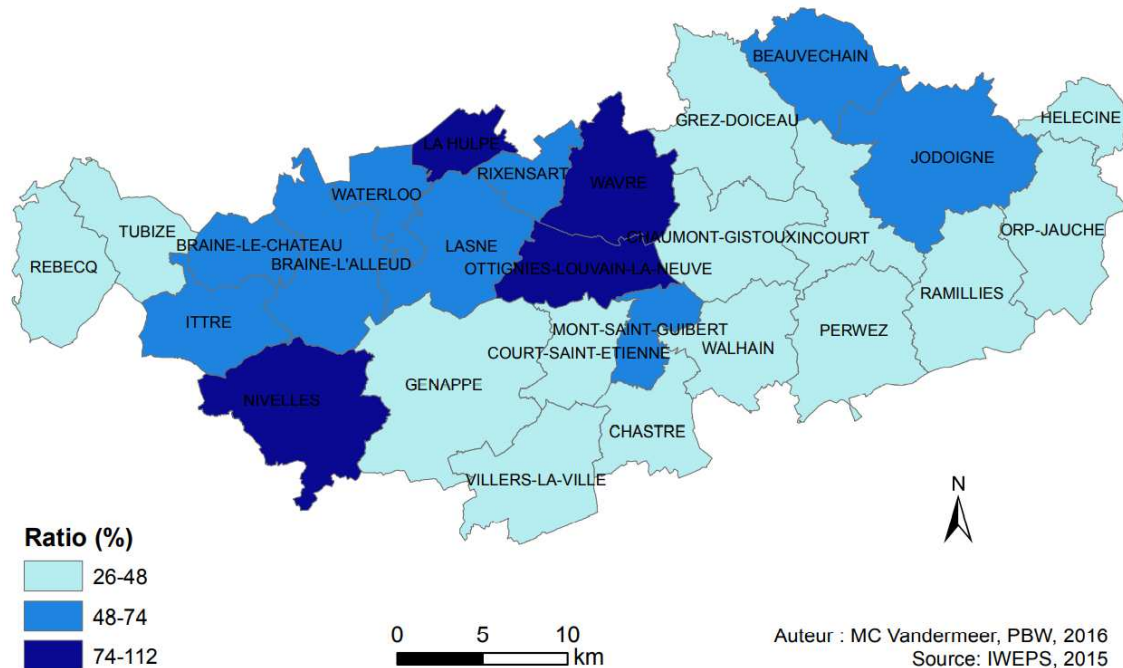 BEAUVECHAIN
GREZ-DOICEAU
HELECINE
LA HULPE
JODOIGNE
RIXENSART
WAVRE
WATERLOO
TUBIZE
ORP-JAUCHE
CHAUMONT-GISTOUX
INCOURT
BRAINE-LE-CHATEAU
LASNE
REBECQ
BRAINE-L'ALLEUD
OTTIGNIES-LOUVAIN-LA-NEUVE
RAMILLIES
ITTRE
MONT-SAINT-GUIBERT
PERWEZ
COURT-SAINT-ETIENNE
WALHAIN
GENAPPE
NIVELLES
CHASTRE
VILLERS-LA-VILLE
N
Ratio (%)
26-48
48-74
74-112
0 5 10
km
Auteur : MC Vandermeer, PBW, 2016
Source: IWEPS, 2015